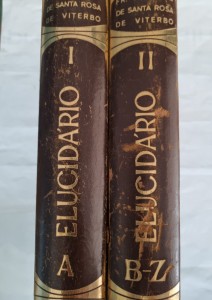 DE SANTA ROSA
DE VITERBO
I
ELUCIDÁRIO
A
DE SANTA ROSA
DE VITERBO
II
ELUCIDÁRIO
B-Z